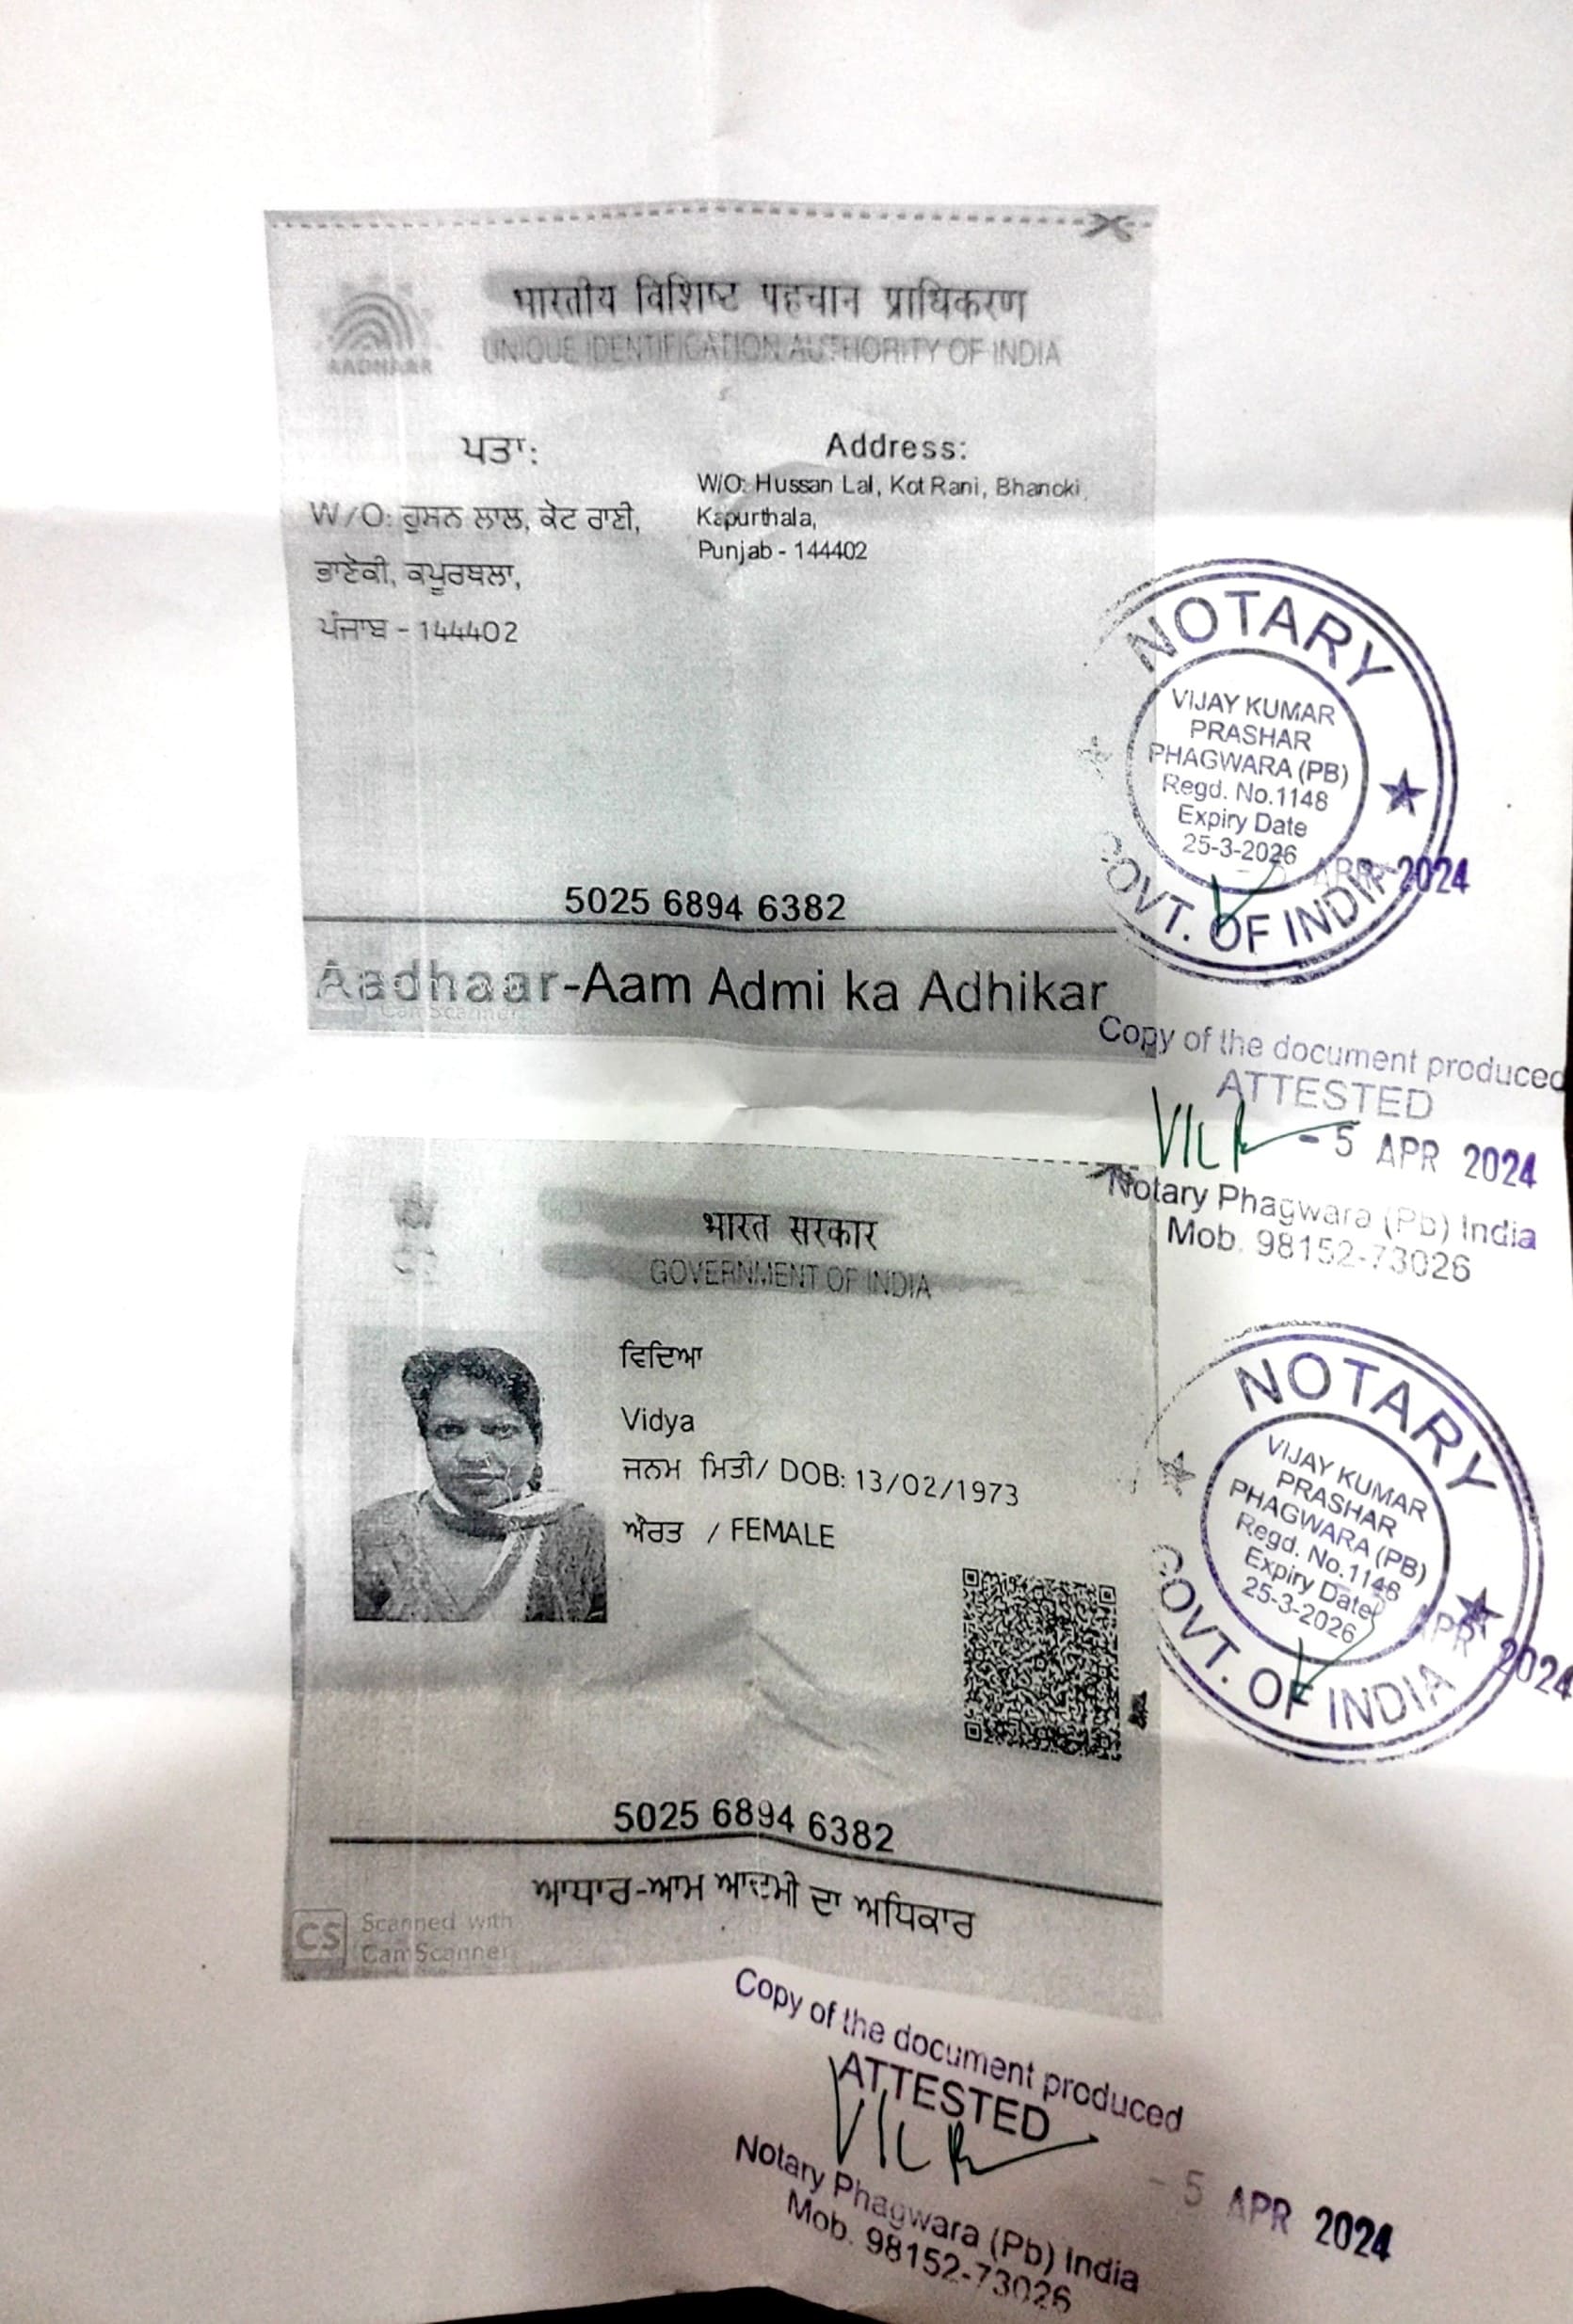 भारतीय विशिष्ट पहचान प्राधिकरण
UNIQUE IDENTIFICATION AUTHORITY OF INDIA
AADHAAR
ਪਤਾ:
W/O: ਹੁਸਨ ਲਾਲ, ਕੋਟ ਰਾਣੀ,
ਭਾਣੋਕੀ, ਕਪੂਰਥਲਾ,
ਪੰਜਾਬ - 144402
Address:
W/O: Hussan Lal, Kot Rani, Bhanoki,
Kapurthala,
Punjab - 144402
5025 6894 6382
Aadhaar-Aam Admi ka Adhikar
CamScanner
NOTARY
VIJAY KUMAR
PRASHAR
PHAGWARA (PB)
Regd. No.1148
Expiry Date
25-3-2026
GOVT. OF INDIA
APR 2024
Copy of the document produced
ATTESTED
- 5 APR 2024
Notary Phagwara (Pb) India
Mob. 98152-73026
भारत सरकार
GOVERNMENT OF INDIA
ਵਿਦਿਆ
Vidya
ਜਨਮ ਮਿਤੀ/ DOB: 13/02/1973
ਔਰਤ / FEMALE
5025 6894 6382
ਆਧਾਰ-ਆਮ ਆਦਮੀ ਦਾ ਅਧਿਕਾਰ
CS Scanned with
CamScanner
NOTARY
VIJAY KUMAR
PRASHAR
PHAGWARA (PB)
Regd. No.1148
Expiry Date
25-3-2026
GOVT. OF INDIA
APR 2024
Copy of the document produced
ATTESTED
- 5 APR 2024
Notary Phagwara (Pb) India
Mob. 98152-73026